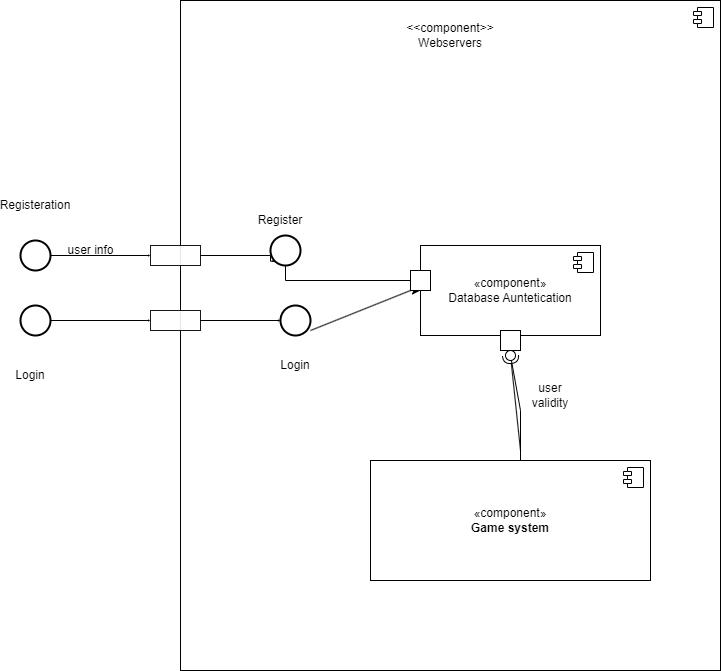 <<component>>
Webservers
Registeration
Register
user info
«component»
Database Auntetication
Login
Login
user
validity
«component»
Game system